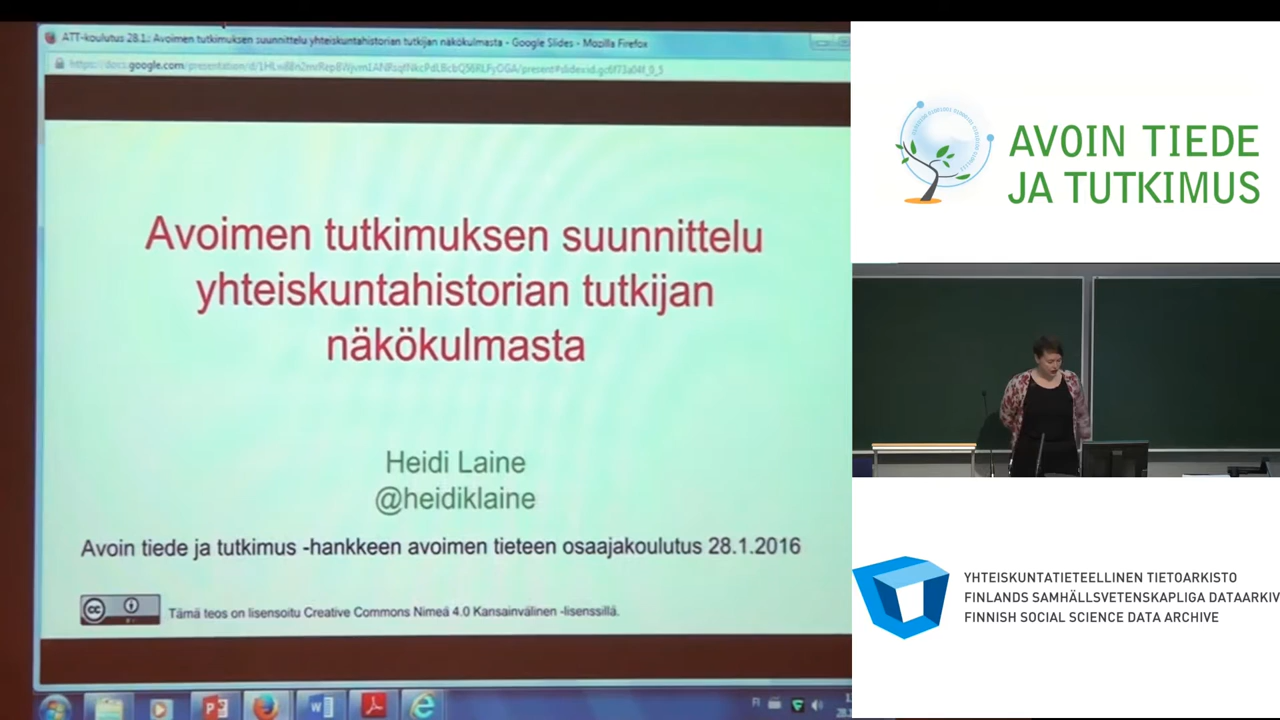 ATT-koulutus 28.1.: Avoimen tutkimuksen suunnittelu yhteiskuntahistorian tutkijan näkökulmasta - Google Slides - Mozilla Firefox
Avoimen tutkimuksen suunnittelu
yhteiskuntahistorian tutkijan
näkökulmasta
Heidi Laine
@heidiklaine
Avoin tiede ja tutkimus -hankkeen avoimen tieteen osaajakoulutus 28.1.2016
cc
Tämä teos on lisensoitu Creative Commons Nimeä 4.0 Kansainvälinen -lisenssillä.
FI
AVOIN TIEDE
JA TUTKIMUS
YHTEISKUNTATIETEELLINEN TIETOARKISTO
FINLANDS SAMHÄLLSVETENSKAPLIGA DATAARKIV
FINNISH SOCIAL SCIENCE DATA ARCHIVE